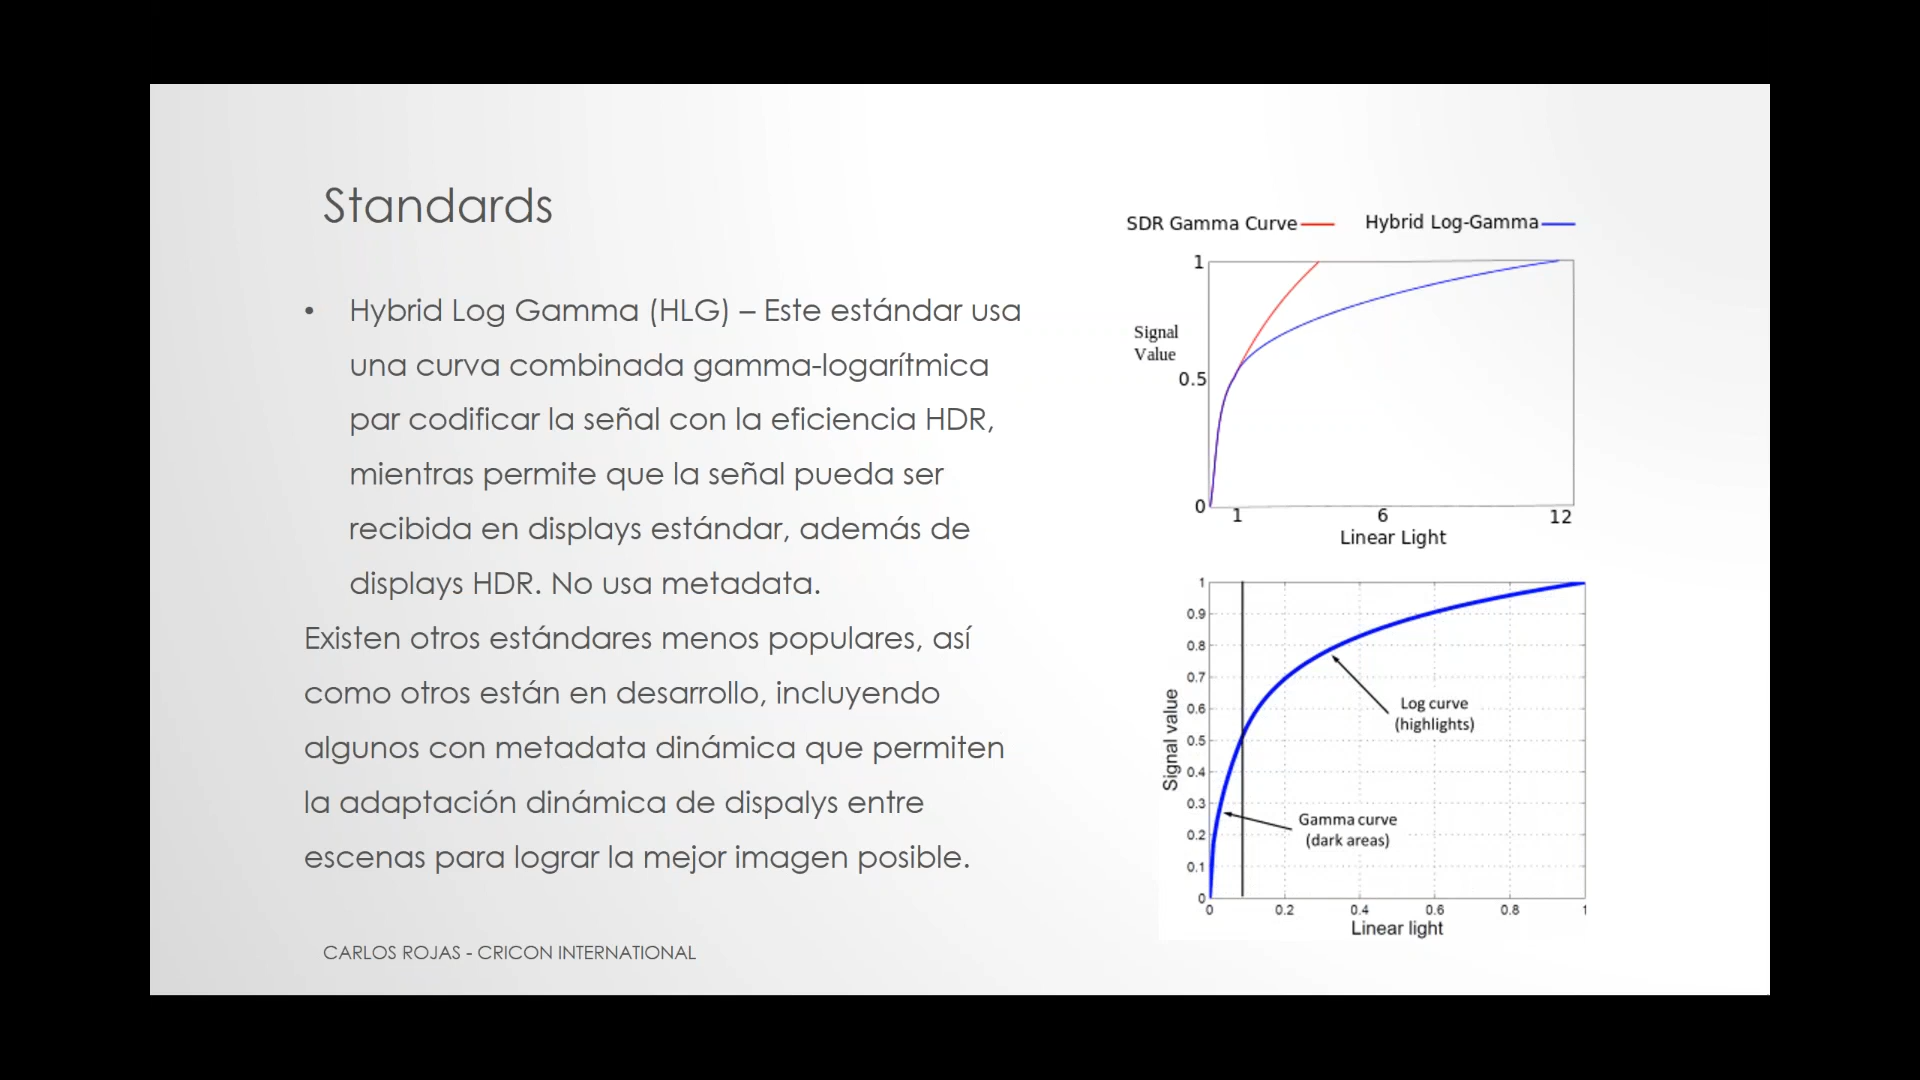 Standards
• Hybrid Log Gamma (HLG) – Este estándar usa
una curva combinada gamma-logarítmica
par codificar la señal con la eficiencia HDR,
mientras permite que la señal pueda ser
recibida en displays estándar, además de
displays HDR. No usa metadata.
Existen otros estándares menos populares, así
como otros están en desarrollo, incluyendo
algunos con metadata dinámica que permiten
la adaptación dinámica de dispalys entre
escenas para lograr la mejor imagen posible.
CARLOS ROJAS - CRICON INTERNATIONAL
SDR Gamma Curve Hybrid Log-Gamma
1
Signal
Value
0.5
0
1 6 12
Linear Light
1
0.9
0.8
0.7
0.6
0.5
0.4
0.3
0.2
0.1
0
Signal value
Log curve
(highlights)
Gamma curve
(dark areas)
0 0.2 0.4 0.6 0.8 1
Linear light